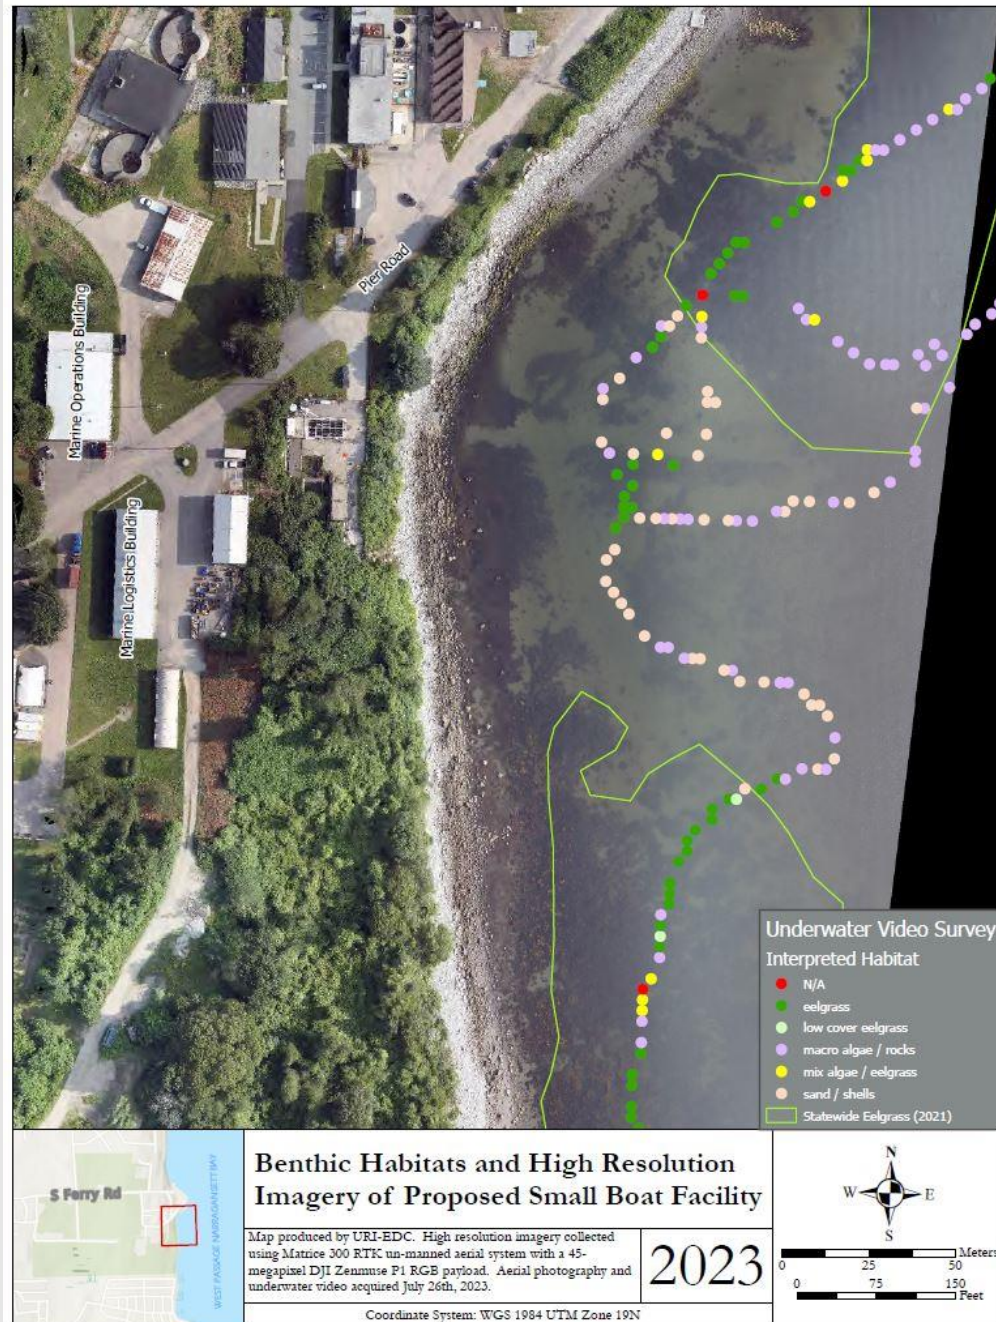 Pier Road
Marine Operations Building
Marine Logistics Building
Underwater Video Survey
Interpreted Habitat
N/A
eelgrass
low cover eelgrass
macro algae / rocks
mix algae / eelgrass
sand / shells
Statewide Eelgrass (2021)
S Ferry Rd
WEST PASSAGE NARRAGANSETT BAY
Benthic Habitats and High Resolution
Imagery of Proposed Small Boat Facility
Map produced by URI-EDC. High resolution imagery collected
using Matrice 300 RTK un-manned aerial system with a 45-
megapixel DJI Zenmuse P1 RGB payload. Aerial photography and
underwater video acquired July 26th, 2023.
2023
Coordinate System: WGS 1984 UTM Zone 19N
N
W E
S
Meters
0 25 50
0 75 150
Feet